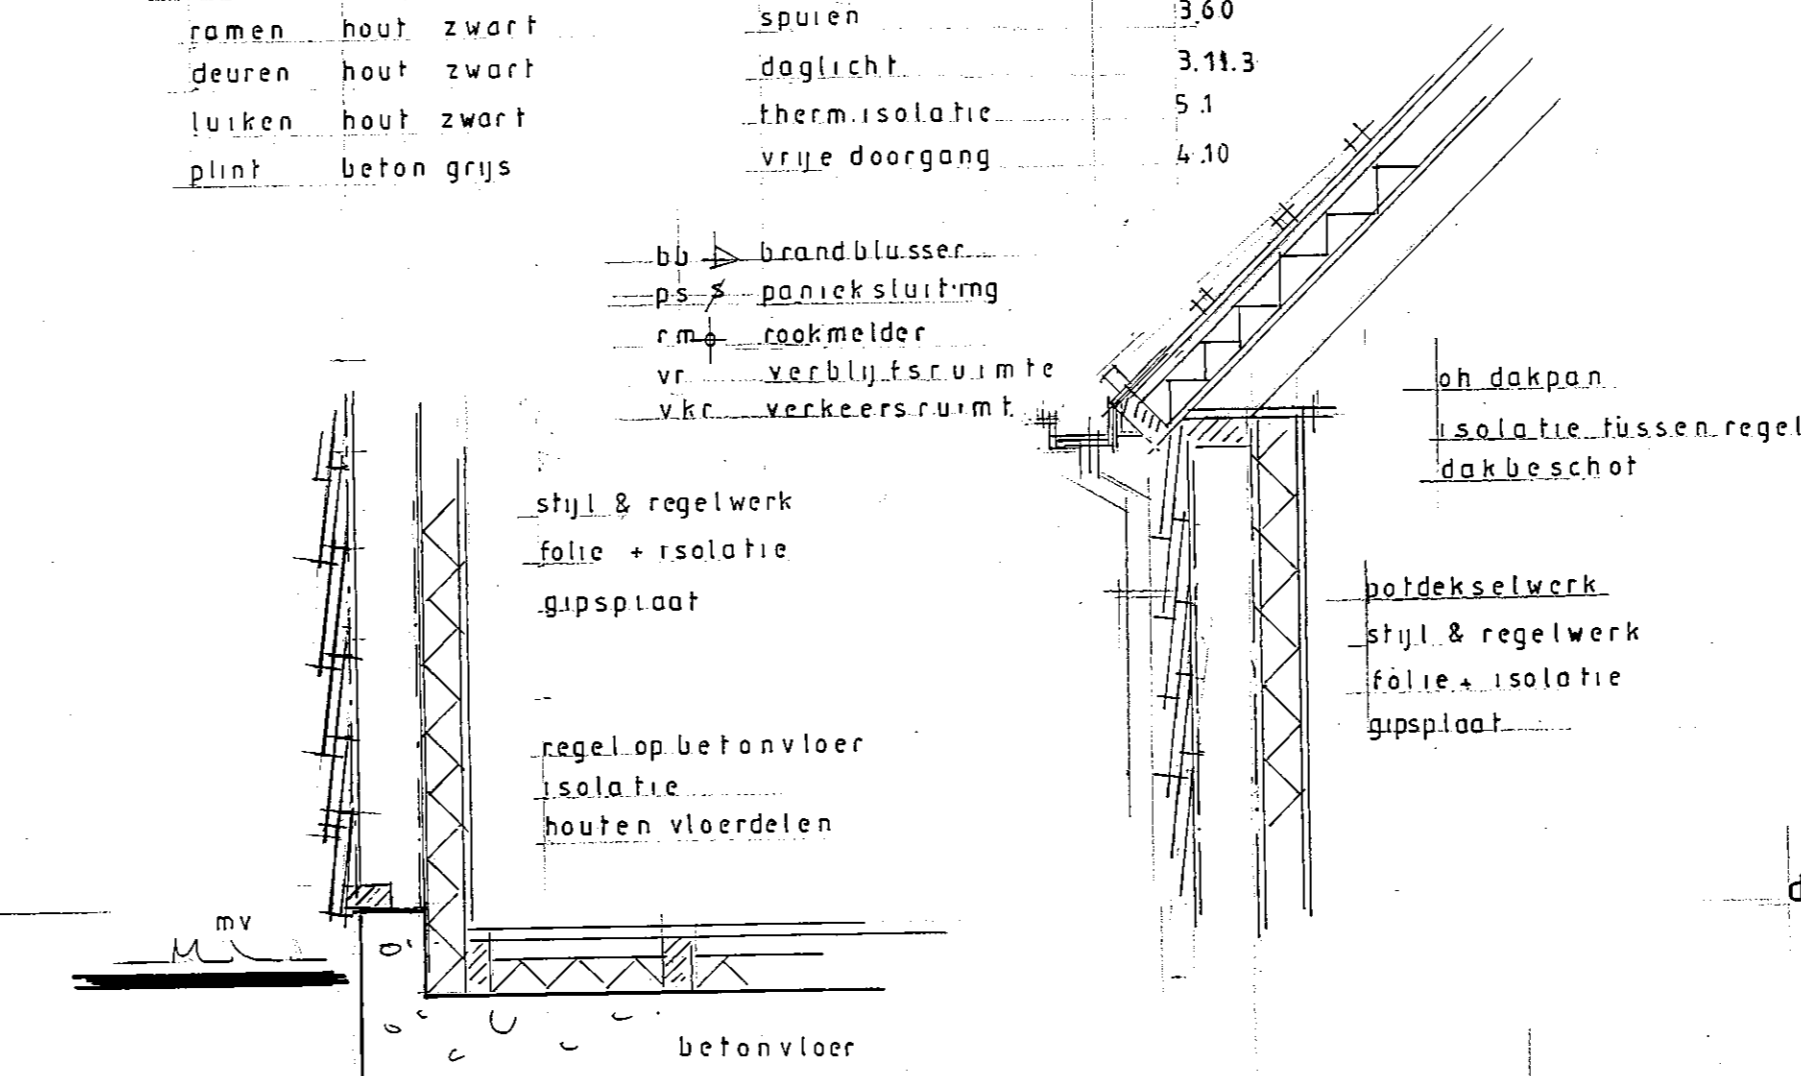 ramen hout zwart
deuren hout zwart
luiken hout zwart
plint beton grijs
spuien 3.60
daglicht 3.11.3
therm.isolatie 5.1
vrije doorgang 4.10
bb brandblusser
ps panieksluiting
rm rookmelder
vr verblijfsruimte
vkr verkeersruimt.
oh dakpan
isolatie tussen regel
dakbeschot
stijl & regelwerk
folie + isolatie
gipsplaat
potdekselwerk
stijl & regelwerk
folie + isolatie
gipsplaat
regel op betonvloer
isolatie
houten vloerdelen
mv
betonvloer